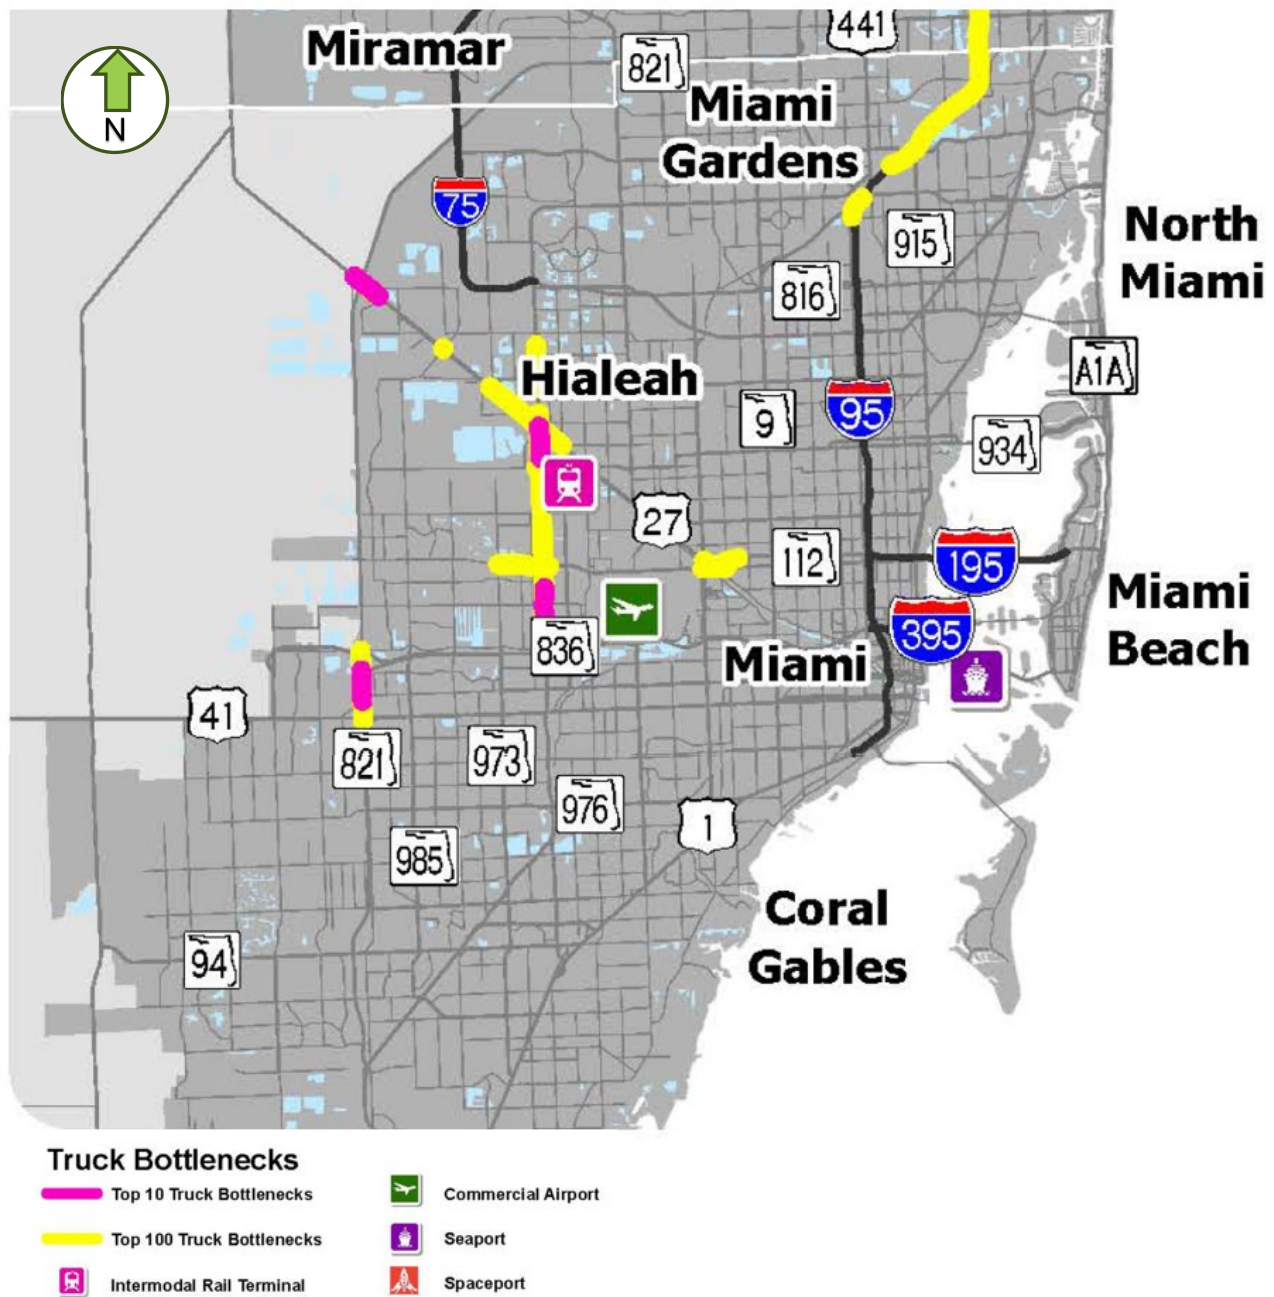 441
Miramar
821
N
Miami
Gardens
75
915
North
Miami
816
A1A
Hialeah
9
95
934
27
112
195
Miami
Beach
395
836
Miami
41
821
973
976
1
985
Coral
Gables
94
Truck Bottlenecks
Top 10 Truck Bottlenecks
Commercial Airport
Top 100 Truck Bottlenecks
Seaport
Intermodal Rail Terminal
Spaceport